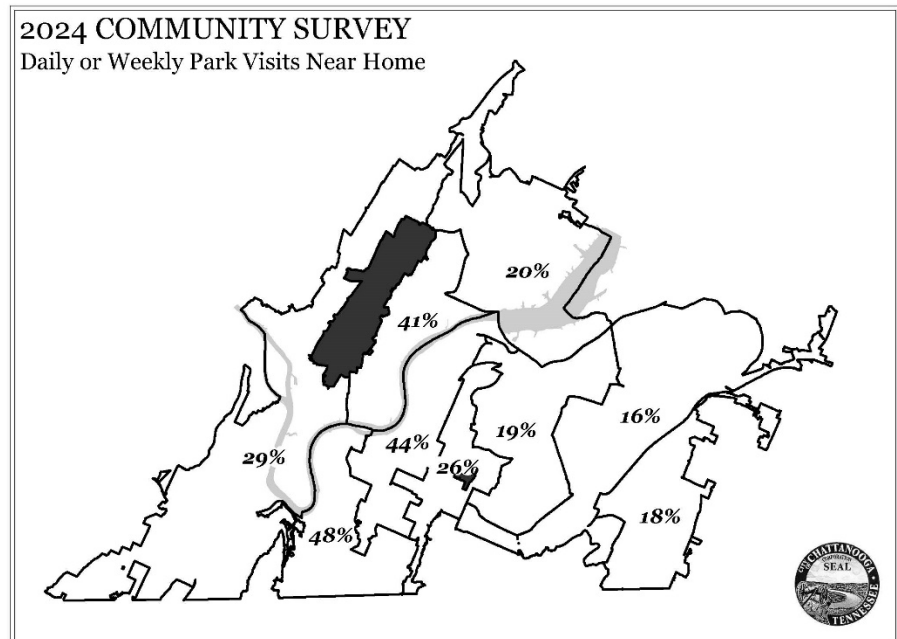 2024 COMMUNITY SURVEY
Daily or Weekly Park Visits Near Home
20%
41%
16%
19%
44%
29%
26%
18%
48%
CHATTANOOGA
SEAL
TENNESSEE